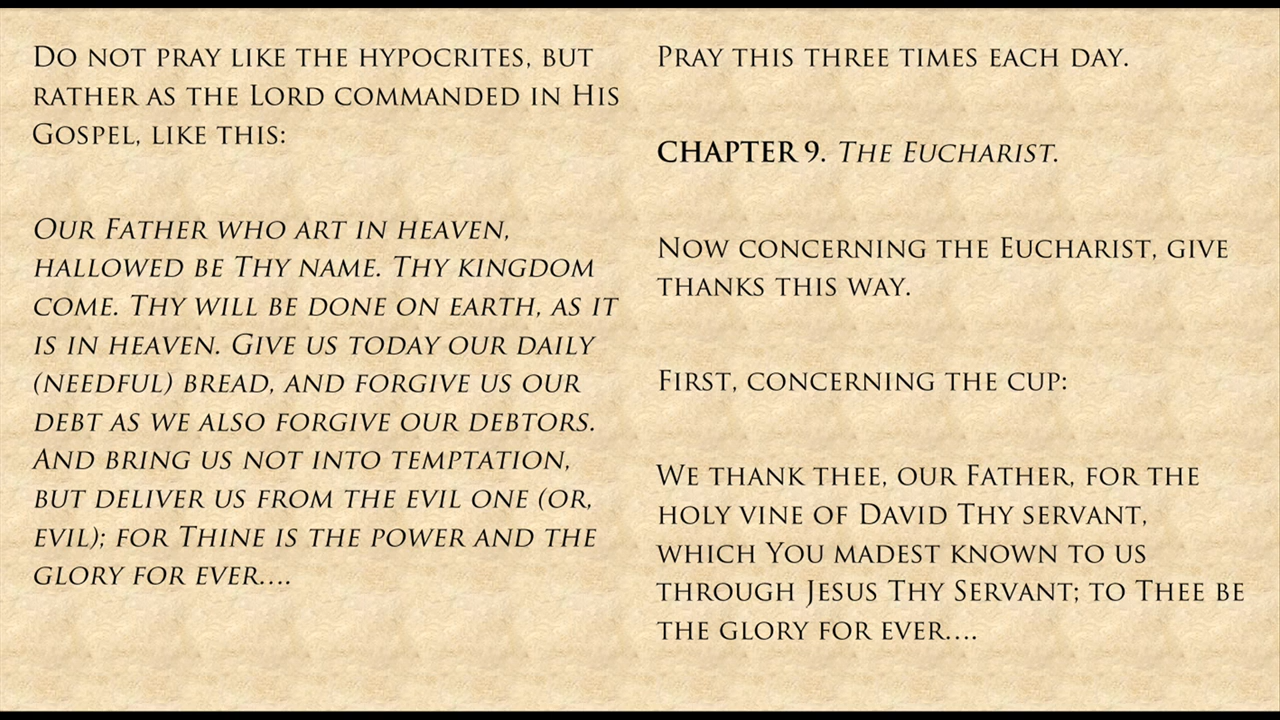 Do not pray like the hypocrites, but
rather as the Lord commanded in His
Gospel, like this:
Our Father who art in heaven,
hallowed be Thy name. Thy kingdom
come. Thy will be done on earth, as it
is in heaven. Give us today our daily
(needful) bread, and forgive us our
debt as we also forgive our debtors.
And bring us not into temptation,
but deliver us from the evil one (or,
evil); for Thine is the power and the
glory for ever....
Pray this three times each day.
CHAPTER 9. The Eucharist.
Now concerning the Eucharist, give
thanks this way.
First, concerning the cup:
We thank thee, our Father, for the
holy vine of David Thy servant,
which You madest known to us
through Jesus Thy Servant; to Thee be
the glory for ever....